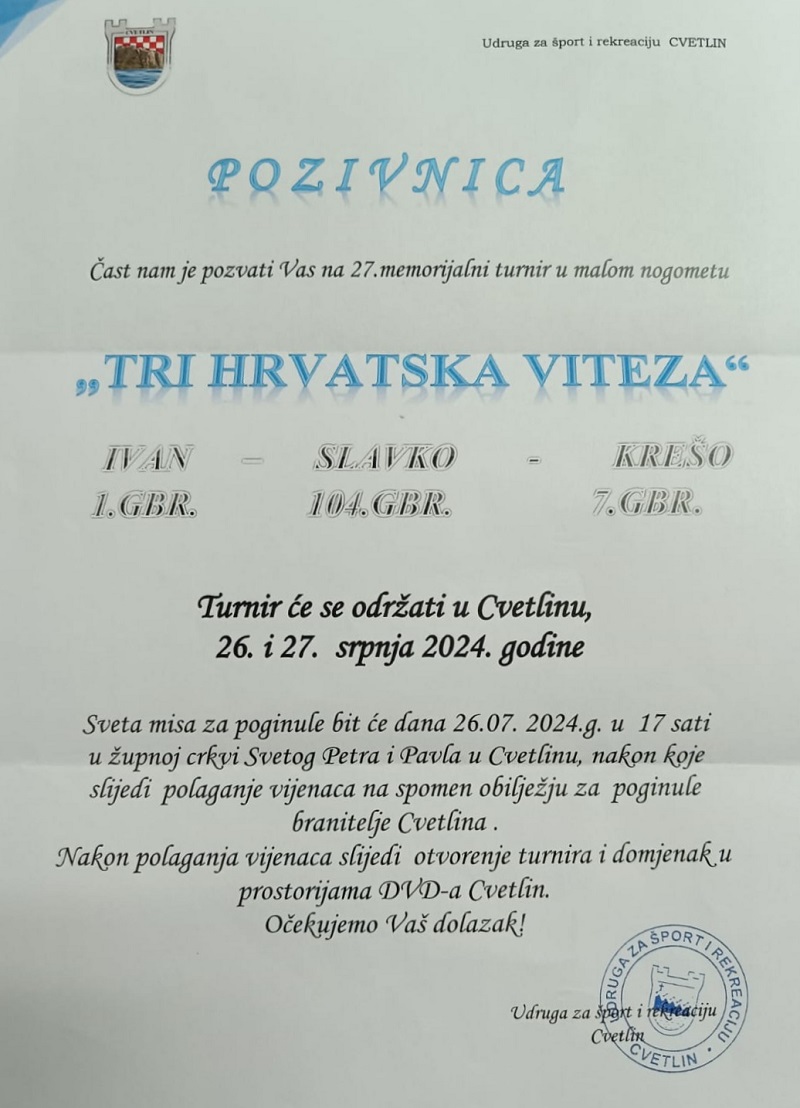 CVETLIN
Udruga za šport i rekreaciju CVETLIN
POZIVNICA
Čast nam je pozvati Vas na 27.memorijalni turnir u malom nogometu
„TRI HRVATSKA VITEZA“
IVAN – SLAVKO - KREŠO
1.GBR. 104.GBR. 7.GBR.
Turnir će se održati u Cvetlinu,
26. i 27. srpnja 2024. godine
Sveta misa za poginule bit će dana 26.07. 2024.g. u 17 sati
u župnoj crkvi Svetog Petra i Pavla u Cvetlinu, nakon koje
slijedi polaganje vijenaca na spomen obilježju za poginule
branitelje Cvetlina .
Nakon polaganja vijenaca slijedi otvorenje turnira i domjenak u
prostorijama DVD-a Cvetlin.
Očekujemo Vaš dolazak!
Udruga za šport i rekreaciju
Cvetlin
UDRUGA ZA ŠPORT I REKREACIJU
CVETLIN